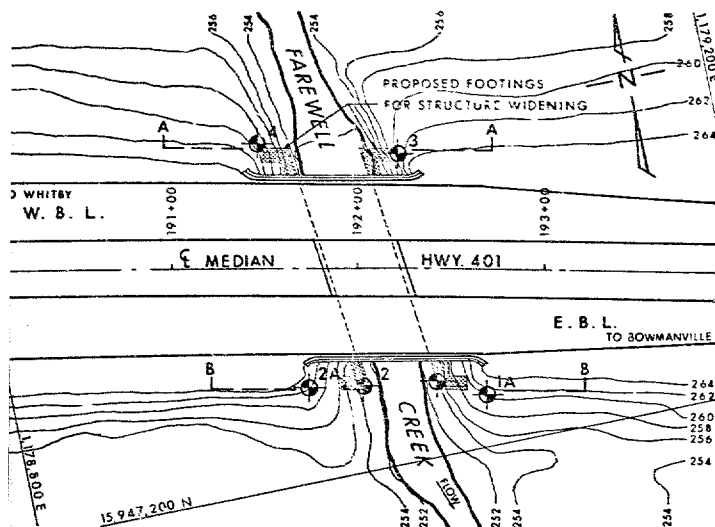 256
254
254
256
258
1,179,200 E
260
262
264
N
FAREWELL
PROPOSED FOOTINGS
FOR STRUCTURE WIDENING
A
4
3
A
O WHITBY
W. B. L.
191+00
192+00
193+00
℄ MEDIAN
HWY. 401
E. B. L.
TO BOWMANVILLE
B
2A
2
1A
B
264
262
260
258
256
254
CREEK
FLOW
1,178,800 E
15,947,200 N
254
252
252
254
254